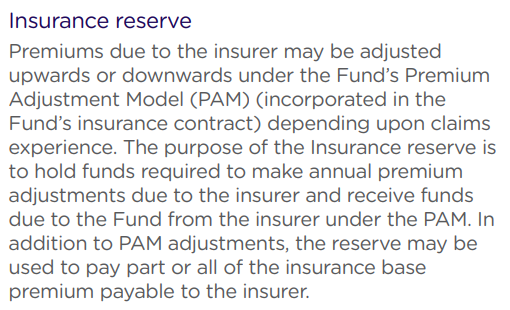 Insurance reserve
Premiums due to the insurer may be adjusted
upwards or downwards under the Fund's Premium
Adjustment Model (PAM) (incorporated in the
Fund's insurance contract) depending upon claims
experience. The purpose of the Insurance reserve is
to hold funds required to make annual premium
adjustments due to the insurer and receive funds
due to the Fund from the insurer under the PAM. In
addition to PAM adjustments, the reserve may be
used to pay part or all of the insurance base
premium payable to the insurer.